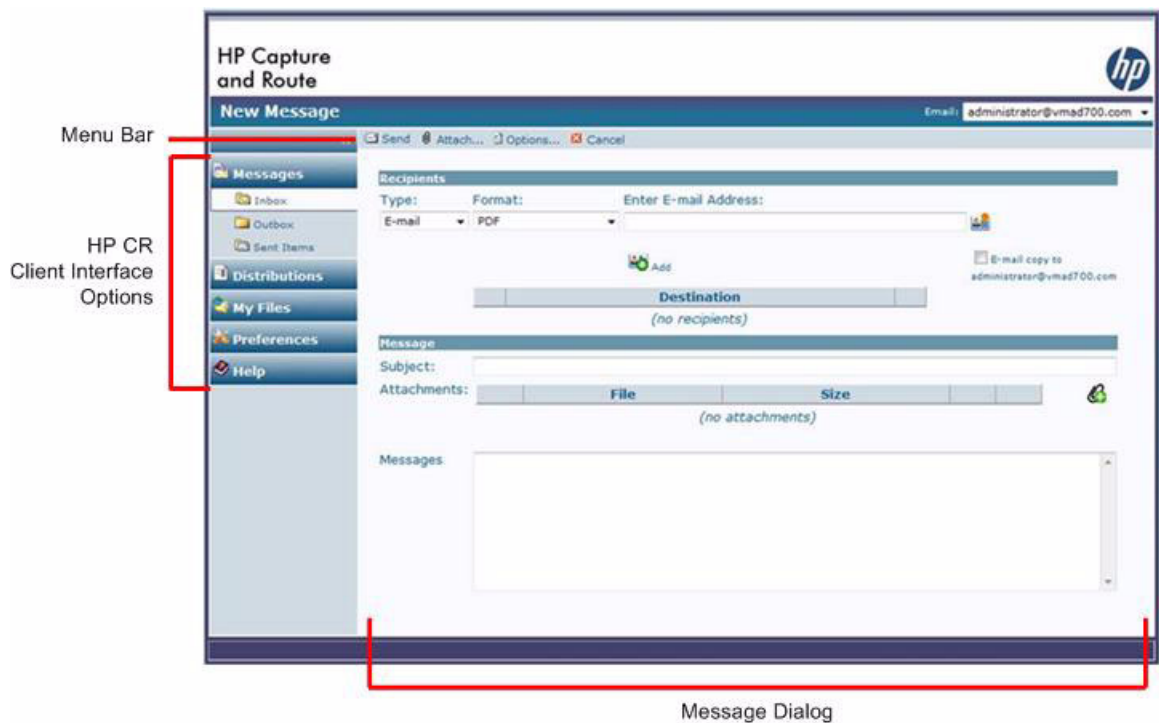 HP Capture
and Route
hp
New Message
Email: administrator@vmad700.com
Menu Bar
Send Attach... Options... Cancel
Messages
Inbox
Outbox
Sent Items
Distributions
My Files
Preferences
Help
HP CR
Client Interface
Options
Recipients
Type: Format: Enter E-mail Address:
E-mail PDF
Add
E-mail copy to
administrator@vmad700.com
Destination
(no recipients)
Message
Subject:
Attachments: File Size
(no attachments)
Messages
Message Dialog